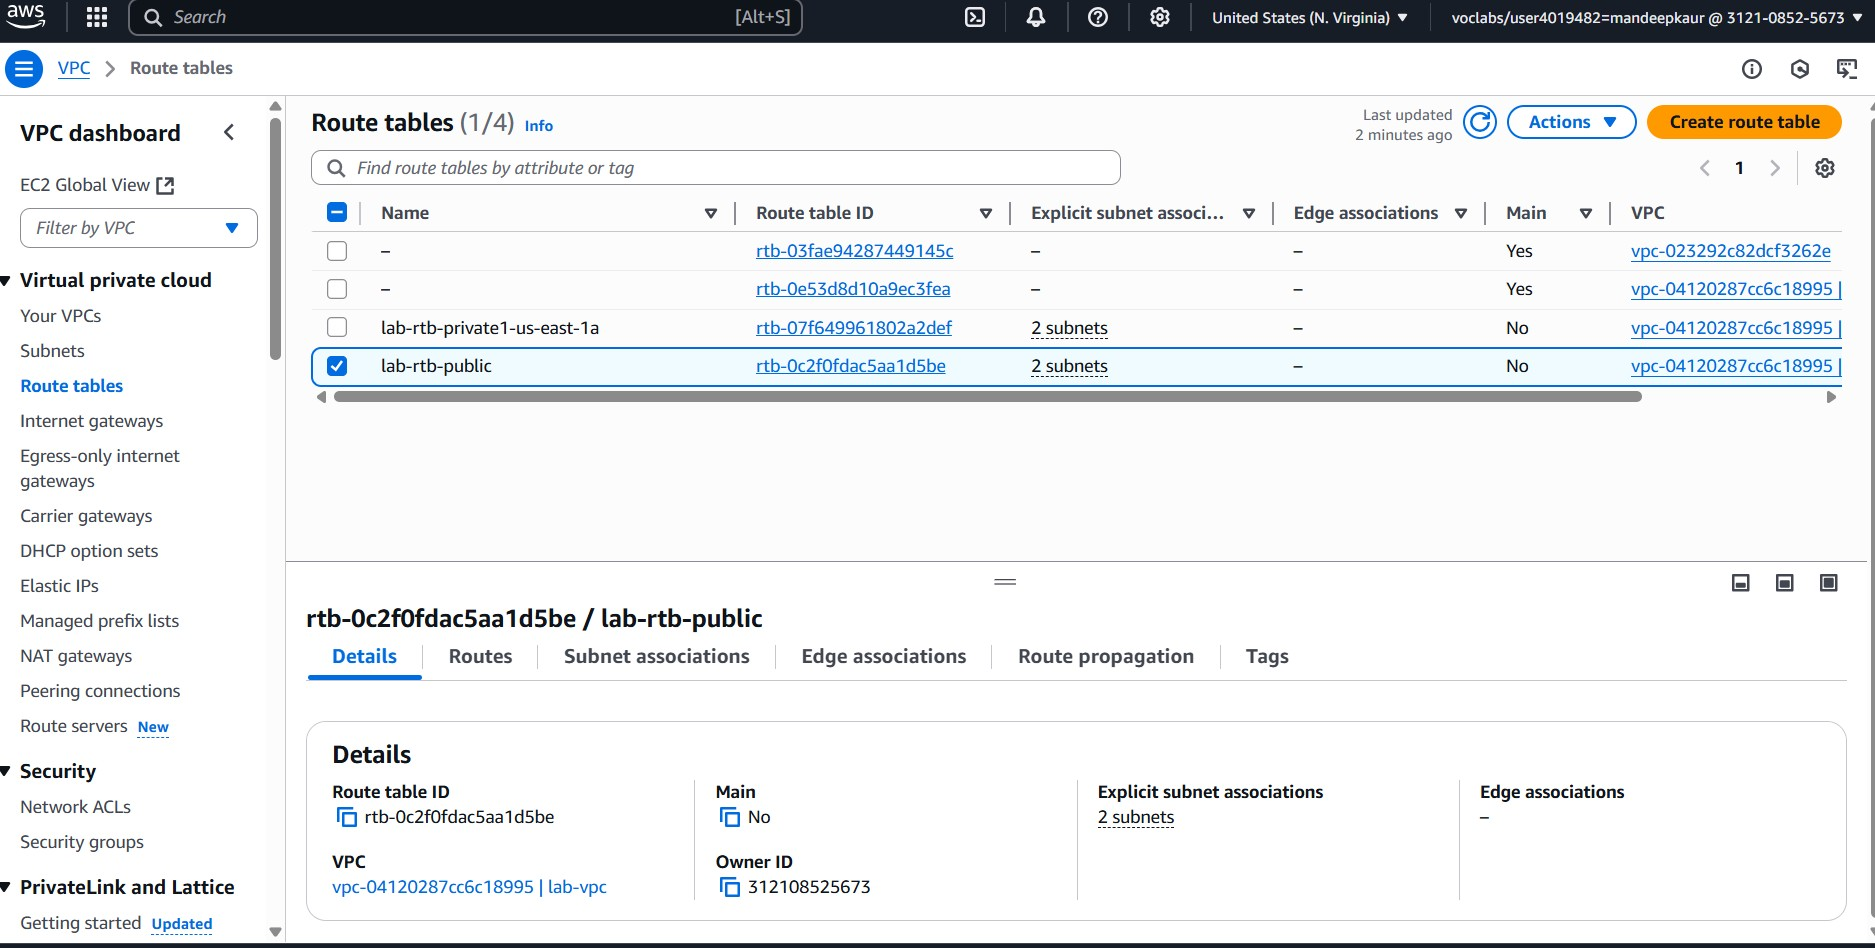 aws
Search [Alt+S] United States (N. Virginia) voclabs/user4019482=mandeepkaur @ 3121-0852-5673
VPC Route tables
VPC dashboard
EC2 Global View
Filter by VPC
Virtual private cloud
Your VPCs
Subnets
Route tables
Internet gateways
Egress-only internet
gateways
Carrier gateways
DHCP option sets
Elastic IPs
Managed prefix lists
NAT gateways
Peering connections
Route servers New
Security
Network ACLs
Security groups
PrivateLink and Lattice
Getting started Updated
Route tables (1/4) Info
Last updated
2 minutes ago
Actions
Create route table
Find route tables by attribute or tag
1
Name Route table ID Explicit subnet associ... Edge associations Main VPC
– rtb-03fae94287449145c – – Yes vpc-023292c82dcf3262e
– rtb-0e53d8d10a9ec3fea – – Yes vpc-04120287cc6c18995 |
lab-rtb-private1-us-east-1a rtb-07f649961802a2def 2 subnets – No vpc-04120287cc6c18995 |
lab-rtb-public rtb-0c2f0fdac5aa1d5be 2 subnets – No vpc-04120287cc6c18995 |
rtb-0c2f0fdac5aa1d5be / lab-rtb-public
Details Routes Subnet associations Edge associations Route propagation Tags
Details
Route table ID
rtb-0c2f0fdac5aa1d5be
Main
No
Explicit subnet associations
2 subnets
Edge associations
–
VPC
vpc-04120287cc6c18995 | lab-vpc
Owner ID
312108525673